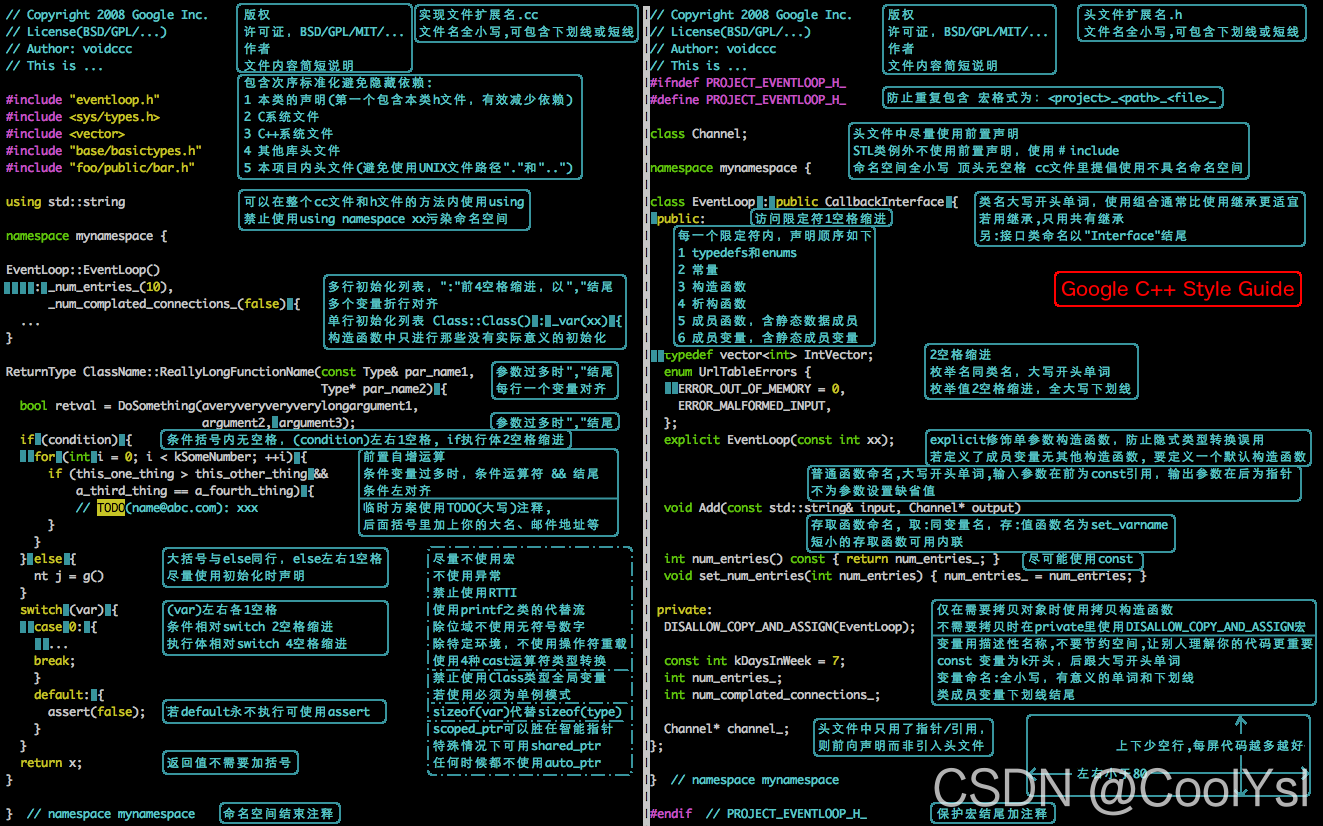 // Copyright 2008 Google Inc.
// License(BSD/GPL/...)
// Author: voidccc
// This is ...
版权
许可证，BSD/GPL/MIT/...
作者
文件内容简短说明
实现文件扩展名.cc
文件名全小写,可包含下划线或短线
#include "eventloop.h"
#include <sys/types.h>
#include <vector>
#include "base/basictypes.h"
#include "foo/public/bar.h"
包含次序标准化避免隐藏依赖:
1 本类的声明(第一个包含本类h文件，有效减少依赖)
2 C系统文件
3 C++系统文件
4 其他库头文件
5 本项目内头文件(避免使用UNIX文件路径"."和"..")
using std::string
可以在整个cc文件和h文件的方法内使用using
禁止使用using namespace xx污染命名空间
namespace mynamespace {
EventLoop::EventLoop()
: _num_entries_(10),
_num_complated_connections_(false) {
...
}
多行初始化列表，":"前4空格缩进，以","结尾
多个变量折行对齐
单行初始化列表 Class::Class() : _var(xx) {
构造函数中只进行那些没有实际意义的初始化
ReturnType ClassName::ReallyLongFunctionName(const Type& par_name1,
Type* par_name2) {
参数过多时","结尾
每行一个变量对齐
bool retval = DoSomething(averyveryveryverylongargument1,
argument2, argument3);
参数过多时","结尾
if (condition) {
条件括号内无空格，(condition)左右1空格，if执行体2空格缩进
for (int i = 0; i < kSomeNumber; ++i) {
if (this_one_thing > this_other_thing &&
a_third_thing == a_fourth_thing) {
// TODO(name@abc.com): xxx
}
}
前置自增运算
条件变量过多时，条件运算符 && 结尾
条件左对齐
临时方案使用TODO(大写)注释,
后面括号里加上你的大名、邮件地址等
} else {
nt j = g()
}
大括号与else同行，else左右1空格
尽量使用初始化时声明
switch (var) {
case 0: {
...
break;
}
default: {
assert(false);
}
}
return x;
}
(var)左右各1空格
条件相对switch 2空格缩进
执行体相对switch 4空格缩进
若default永不执行可使用assert
返回值不需要加括号
尽量不使用宏
不使用异常
禁止使用RTTI
使用printf之类的代替流
除位域不使用无符号数字
除特定环境，不使用操作符重载
使用4种cast运算符类型转换
禁止使用Class类型全局变量
若使用必须为单例模式
sizeof(var)代替sizeof(type)
scoped_ptr可以胜任智能指针
特殊情况下可用shared_ptr
任何时候都不使用auto_ptr
} // namespace mynamespace
命名空间结束注释
// Copyright 2008 Google Inc.
// License(BSD/GPL/...)
// Author: voidccc
// This is ...
版权
许可证，BSD/GPL/MIT/...
作者
文件内容简短说明
头文件扩展名.h
文件名全小写,可包含下划线或短线
#ifndef PROJECT_EVENTLOOP_H_
#define PROJECT_EVENTLOOP_H_
防止重复包含 宏格式为: <project>_<path>_<file>_
class Channel;
namespace mynamespace {
头文件中尽量使用前置声明
STL类例外不使用前置声明，使用＃include
命名空间全小写 顶头无空格 cc文件里提倡使用不具名命名空间
class EventLoop : public CallbackInterface {
public:
访问限定符1空格缩进
类名大写开头单词，使用组合通常比使用继承更适宜
若用继承,只用共有继承
另:接口类命名以"Interface"结尾
每一个限定符内，声明顺序如下
1 typedefs和enums
2 常量
3 构造函数
4 析构函数
5 成员函数，含静态数据成员
6 成员变量，含静态成员变量
Google C++ Style Guide
typedef vector<int> IntVector;
enum UrlTableErrors {
ERROR_OUT_OF_MEMORY = 0,
ERROR_MALFORMED_INPUT,
};
2空格缩进
枚举名同类名，大写开头单词
枚举值2空格缩进，全大写下划线
explicit EventLoop(const int xx);
explicit修饰单参数构造函数，防止隐式类型转换误用
若定义了成员变量无其他构造函数，要定义一个默认构造函数
普通函数命名,大写开头单词,输入参数在前为const引用，输出参数在后为指针
不为参数设置缺省值
void Add(const std::string& input, Channel* output)
存取函数命名，取:同变量名，存:值函数名为set_varname
短小的存取函数可用内联
int num_entries() const { return num_entries_; }
尽可能使用const
void set_num_entries(int num_entries) { num_entries_ = num_entries; }
private:
DISALLOW_COPY_AND_ASSIGN(EventLoop);
仅在需要拷贝对象时使用拷贝构造函数
不需要拷贝时在private里使用DISALLOW_COPY_AND_ASSIGN宏
const int kDaysInWeek = 7;
int num_entries_;
int num_complated_connections_;
变量用描述性名称,不要节约空间,让别人理解你的代码更重要
const 变量为k开头，后跟大写开头单词
变量命名:全小写，有意义的单词和下划线
类成员变量下划线结尾
Channel* channel_;
};
头文件中只用了指针/引用,
则前向声明而非引入头文件
上下少空行,每屏代码越多越好
左右小于80
} // namespace mynamespace
#endif // PROJECT_EVENTLOOP_H_
保护宏结尾加注释
CSDN @CoolYsl